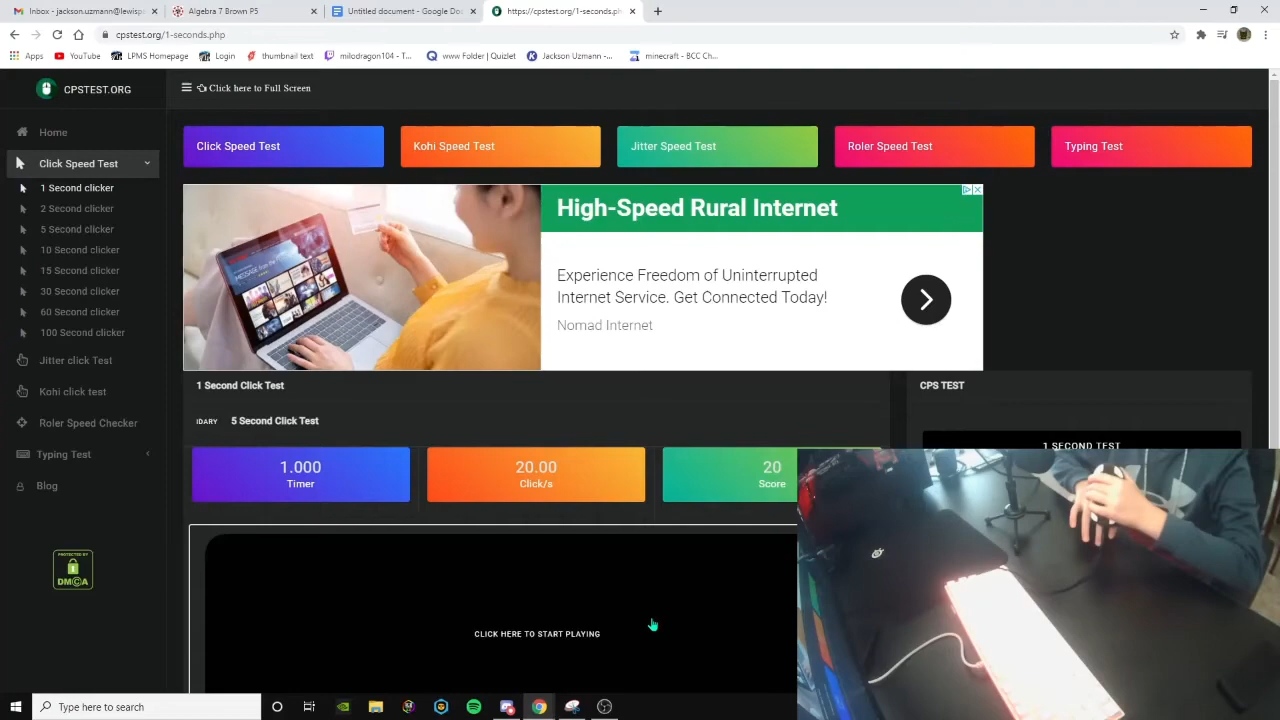 Inbox - jackson.uzmann@lewisp
Algebra 7 Brown P5
Untitled document - Google Do
https://cpstest.org/1-seconds.ph
cpstest.org/1-seconds.php
Apps
YouTube
LPMS Homepage
Login
thumbnail text
milodragon104 - T...
www Folder | Quizlet
Jackson Uzmann -...
minecraft - BCC Ch...
CPSTEST.ORG
Click here to Full Screen
Home
Click Speed Test
1 Second clicker
2 Second clicker
5 Second clicker
10 Second clicker
15 Second clicker
30 Second clicker
60 Second clicker
100 Second clicker
Jitter click Test
Kohi click test
Roler Speed Checker
Typing Test
Blog
PROTECTED BY
DMCA
Click Speed Test
Kohi Speed Test
Jitter Speed Test
Roler Speed Test
Typing Test
High-Speed Rural Internet
Experience Freedom of Uninterrupted
Internet Service. Get Connected Today!
Nomad Internet
1 Second Click Test
CPS TEST
IDARY
5 Second Click Test
1 SECOND TEST
1.000
Timer
20.00
Click/s
20
Score
CLICK HERE TO START PLAYING
Type here to search